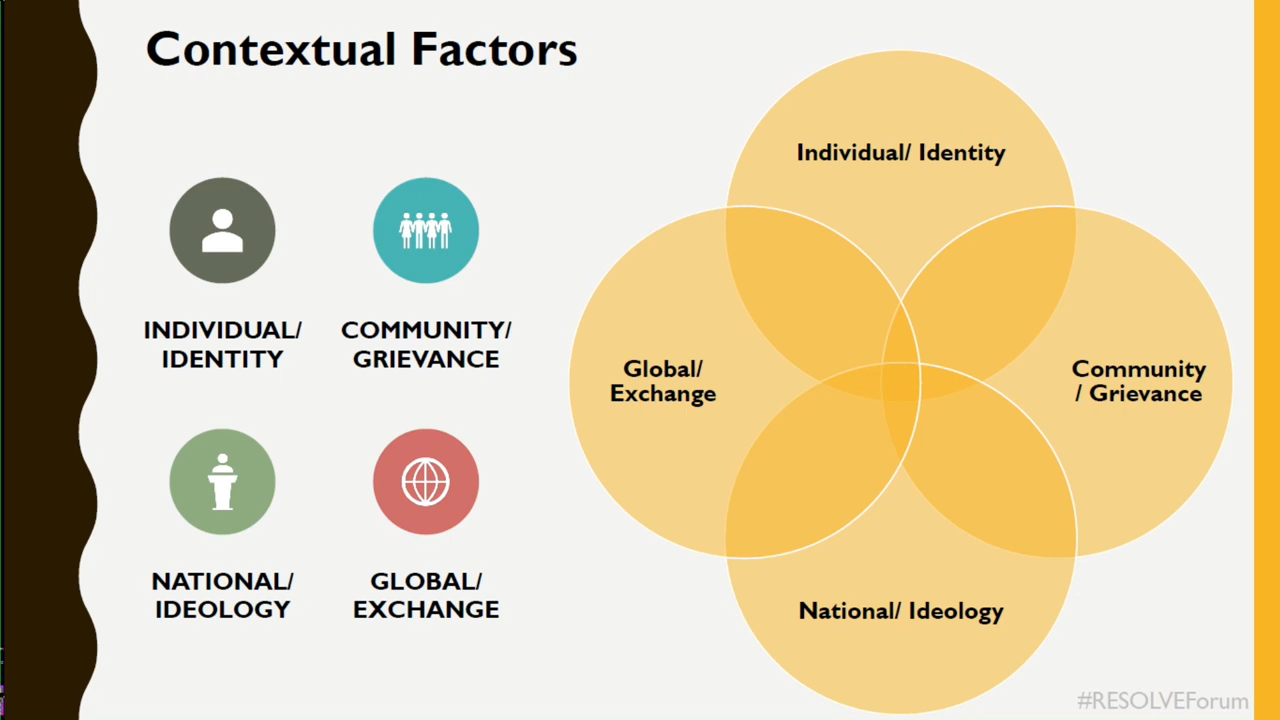 Contextual Factors
INDIVIDUAL/
IDENTITY
COMMUNITY/
GRIEVANCE
NATIONAL/
IDEOLOGY
GLOBAL/
EXCHANGE
Individual/ Identity
Global/
Exchange
Community
/ Grievance
National/ Ideology
#RESOLVEForum